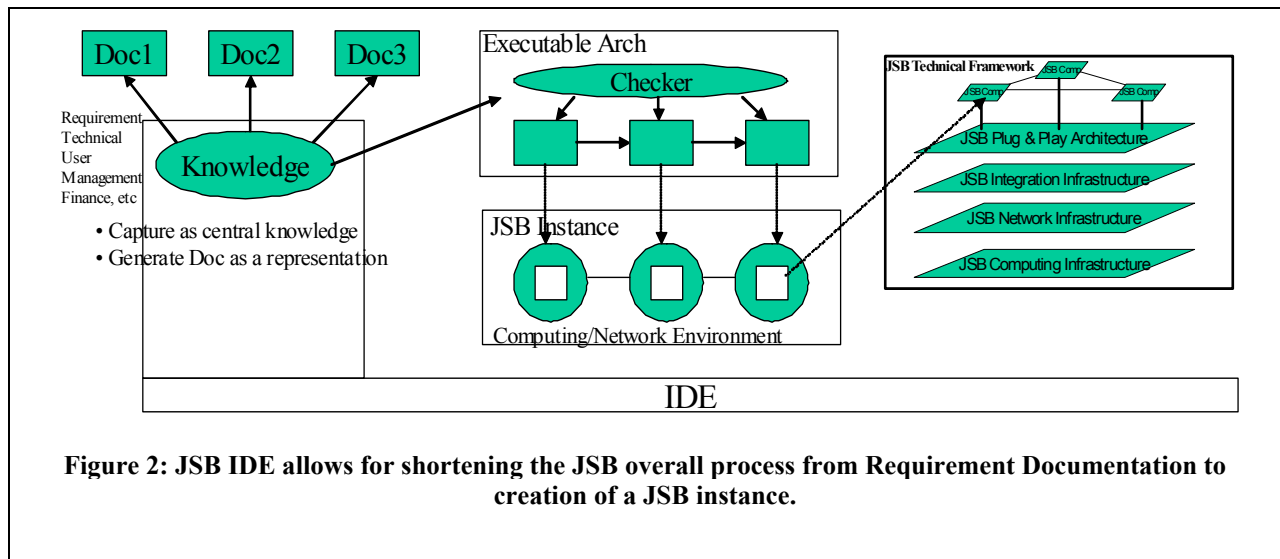 Doc1
Doc2
Doc3
Requirement
Technical
User
Management
Finance, etc
Knowledge
• Capture as central knowledge
• Generate Doc as a representation
Executable Arch
Checker
JSB Instance
Computing/Network Environment
JSB Technical Framework
JSB Comp
JSB Comp
JSB Comp
JSB Plug & Play Architecture
JSB Integration Infrastructure
JSB Network Infrastructure
JSB Computing Infrastructure
IDE
Figure 2: JSB IDE allows for shortening the JSB overall process from Requirement Documentation to
creation of a JSB instance.